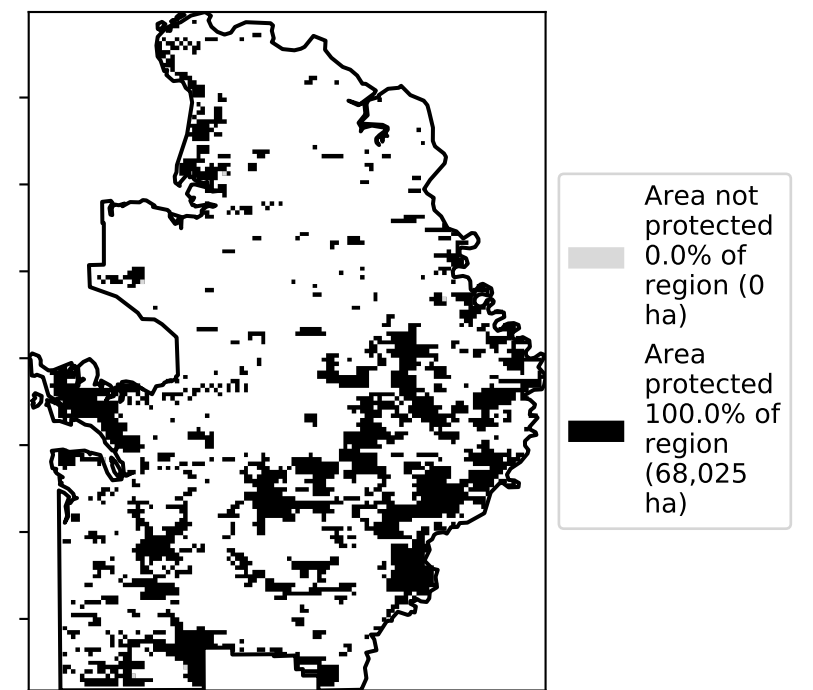 Area not
protected
0.0% of
region (0
ha)
Area
protected
100.0% of
region
(68,025
ha)